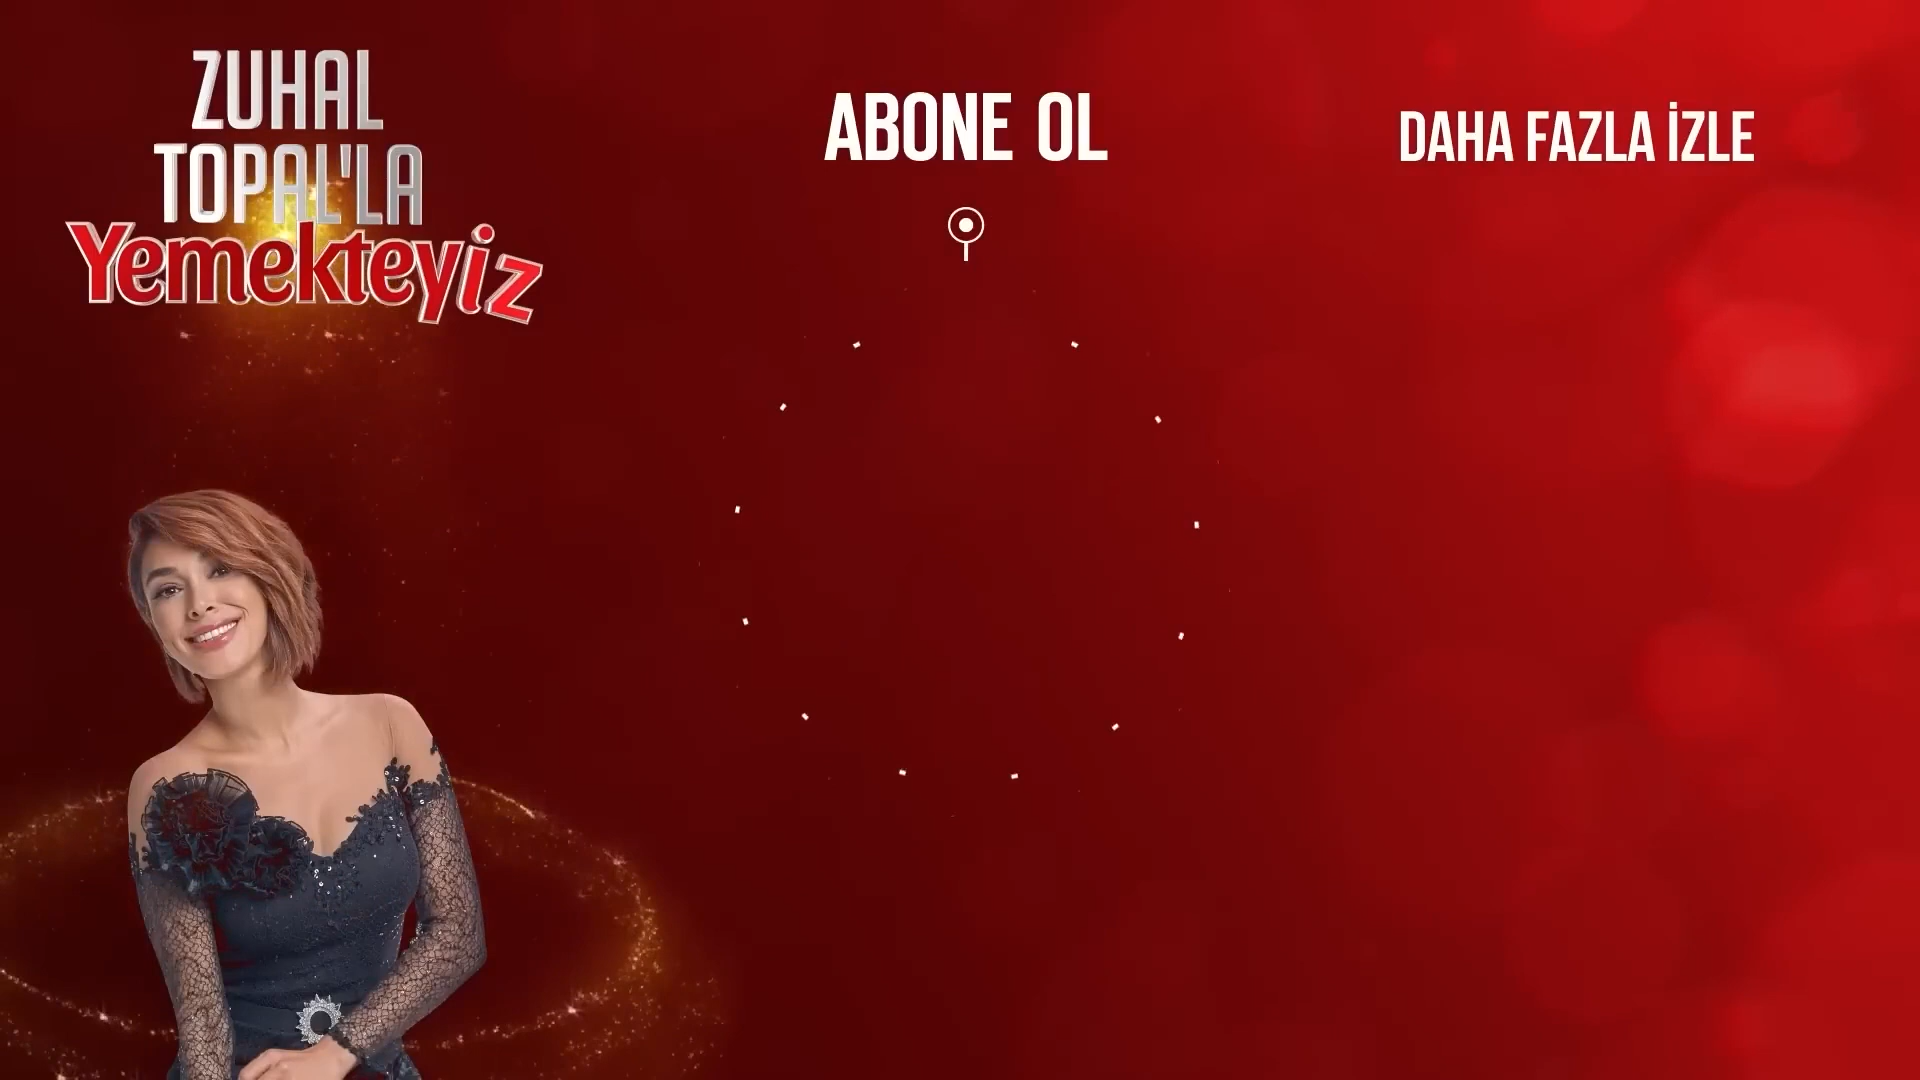 ZUHAL
TOPAL'LA
Yemekteyiz
ABONE OL
DAHA FAZLA İZLE